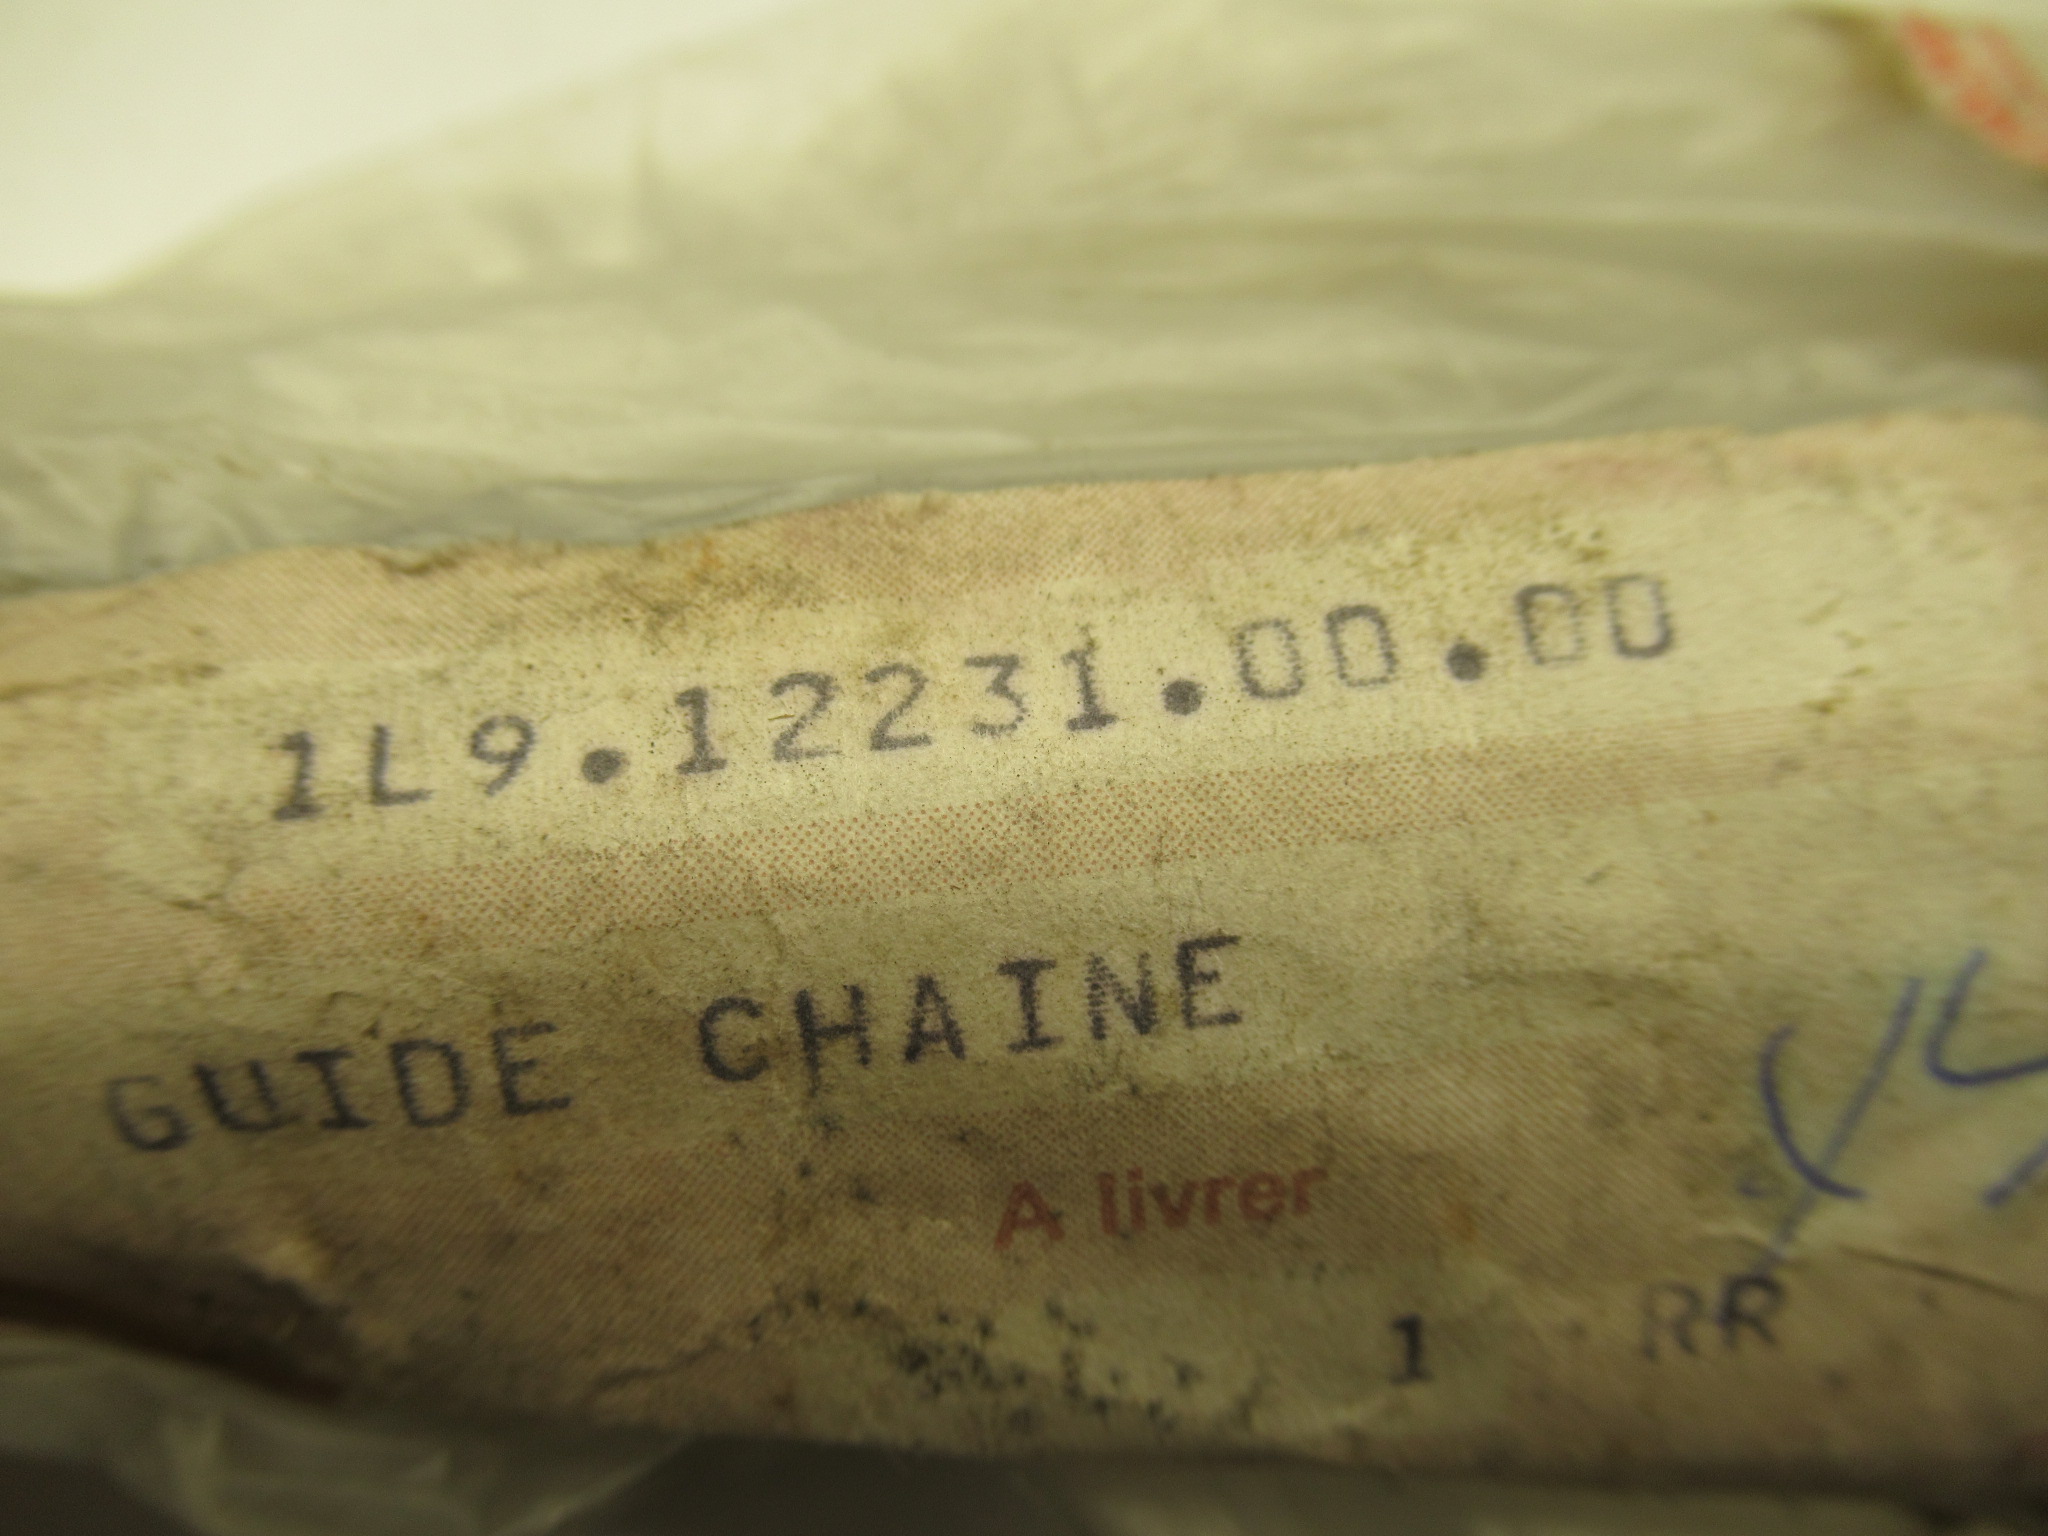 1L9.12231.00.00
GUIDE CHAINE
A livrer
1 RR